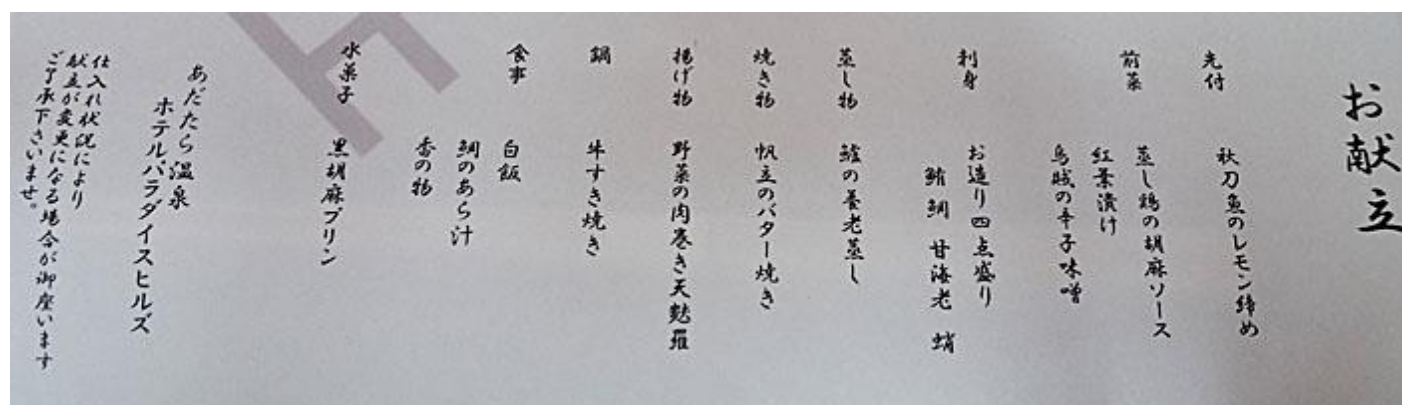 お献立
先付
秋刀魚のレモン締め
前菜
蒸し鶏の胡麻ソース
紅葉漬け
烏賊の辛子味噌
刺身
お造り四点盛り
鮪 鯛 甘海老 蛸
蒸し物
鱸の養老蒸し
焼き物
帆立のバター焼き
揚げ物
野菜の肉巻き天麩羅
鍋
牛すき焼き
食事
白飯
鯛のあら汁
香の物
水菓子
黒胡麻プリン
あだたら温泉
ホテルパラダイスヒルズ
仕入れ状況により
献立が変更になる場合が御座います
ご了承下さいませ。